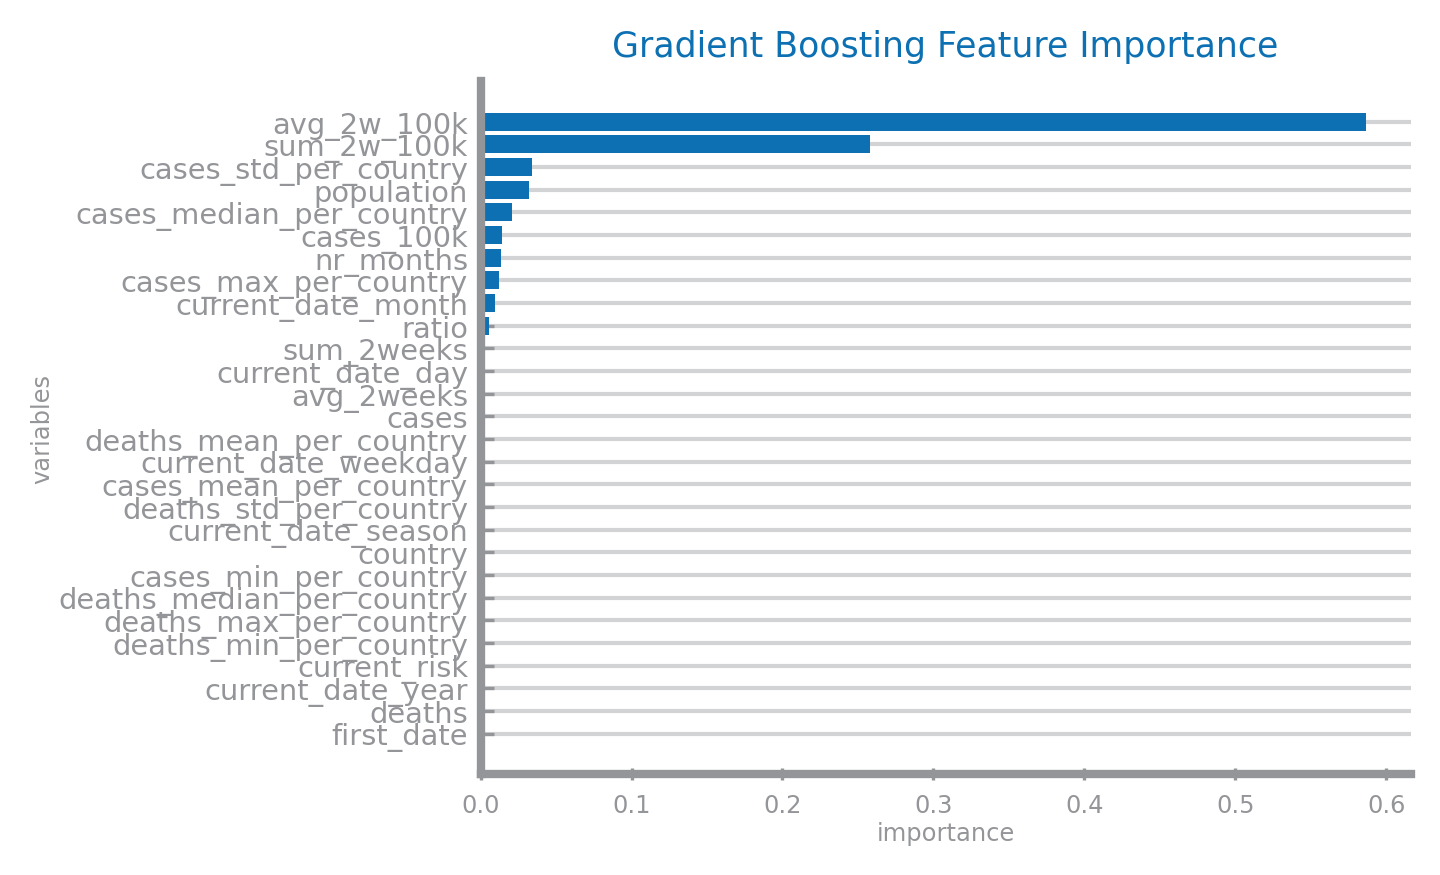 Gradient Boosting Feature Importance
avg_2w_100k
sum_2w_100k
cases_std_per_country
population
cases_median_per_country
cases_100k
nr_months
cases_max_per_country
current_date_month
ratio
sum_2weeks
current_date_day
avg_2weeks
cases
deaths_mean_per_country
current_date_weekday
cases_mean_per_country
deaths_std_per_country
current_date_season
country
cases_min_per_country
deaths_median_per_country
deaths_max_per_country
deaths_min_per_country
current_risk
current_date_year
deaths
first_date
variables
0.0 0.1 0.2 0.3 0.4 0.5 0.6
importance